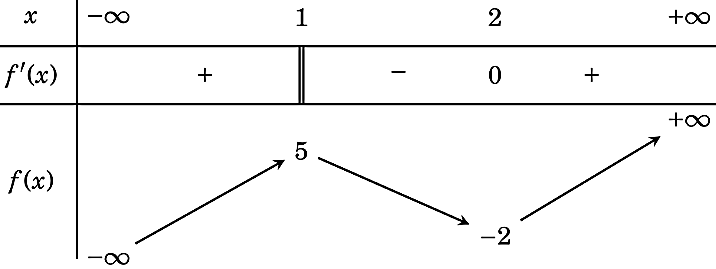 x −∞ 1 2 +∞
f′(x) + − 0 +
+∞
5
f(x)
−2
−∞